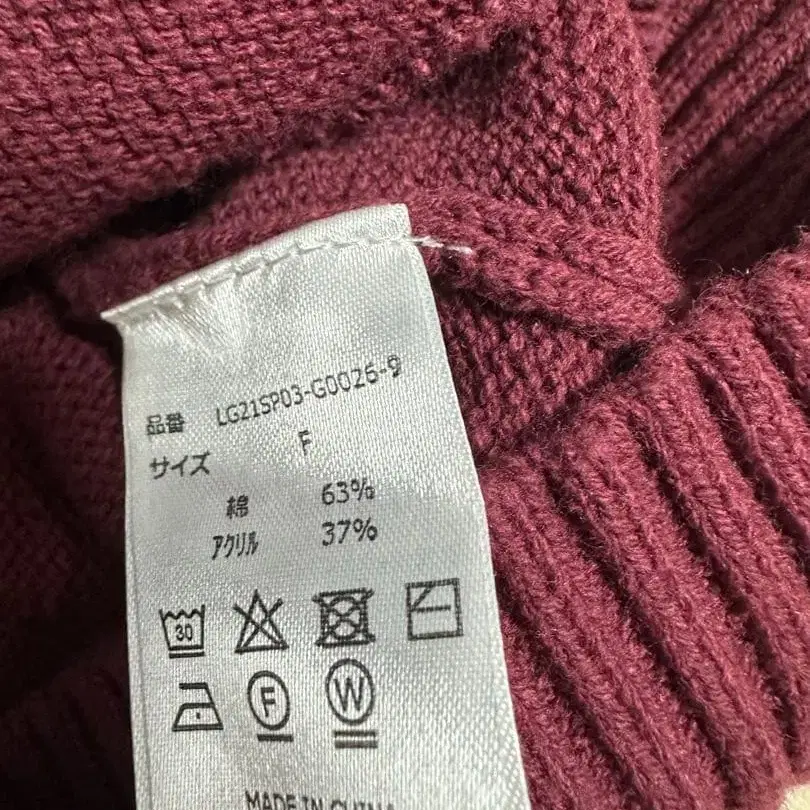 品番 LG21SP03-G0026-9
サイズ F
綿 63%
アクリル 37%
30
F W
MADE IN CHINA